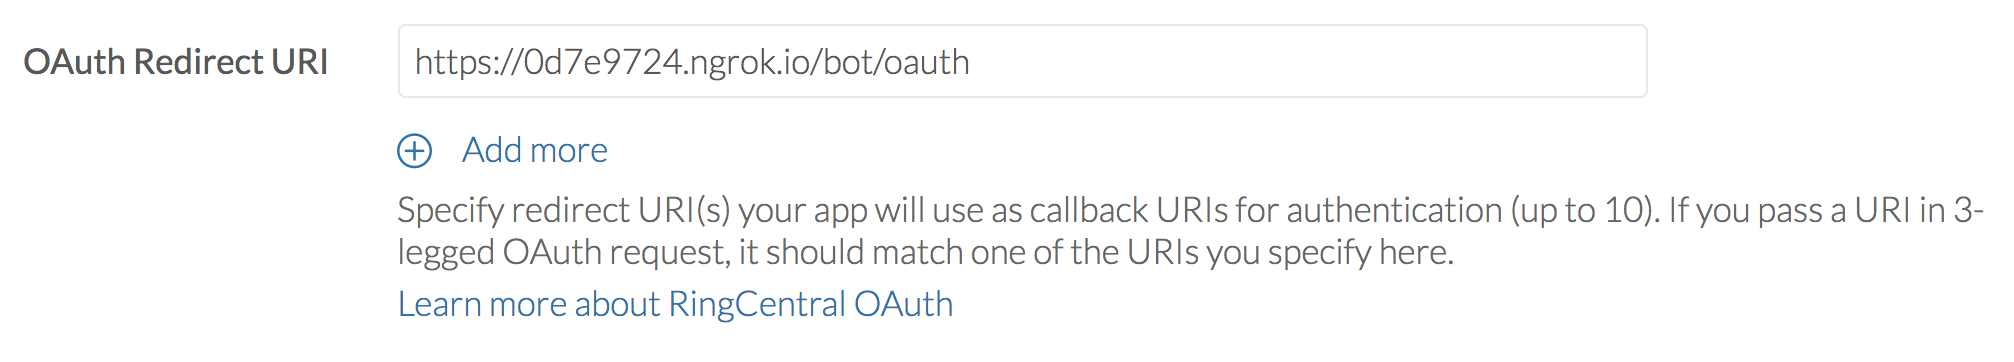 OAuth Redirect URI
https://0d7e9724.ngrok.io/bot/oauth
Add more
Specify redirect URI(s) your app will use as callback URIs for authentication (up to 10). If you pass a URI in 3-
legged OAuth request, it should match one of the URIs you specify here.
Learn more about RingCentral OAuth